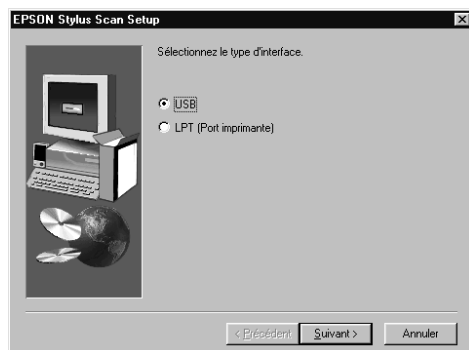 EPSON Stylus Scan Setup
Sélectionnez le type d'interface.
USB
LPT (Port imprimante)
< Précédent Suivant > Annuler